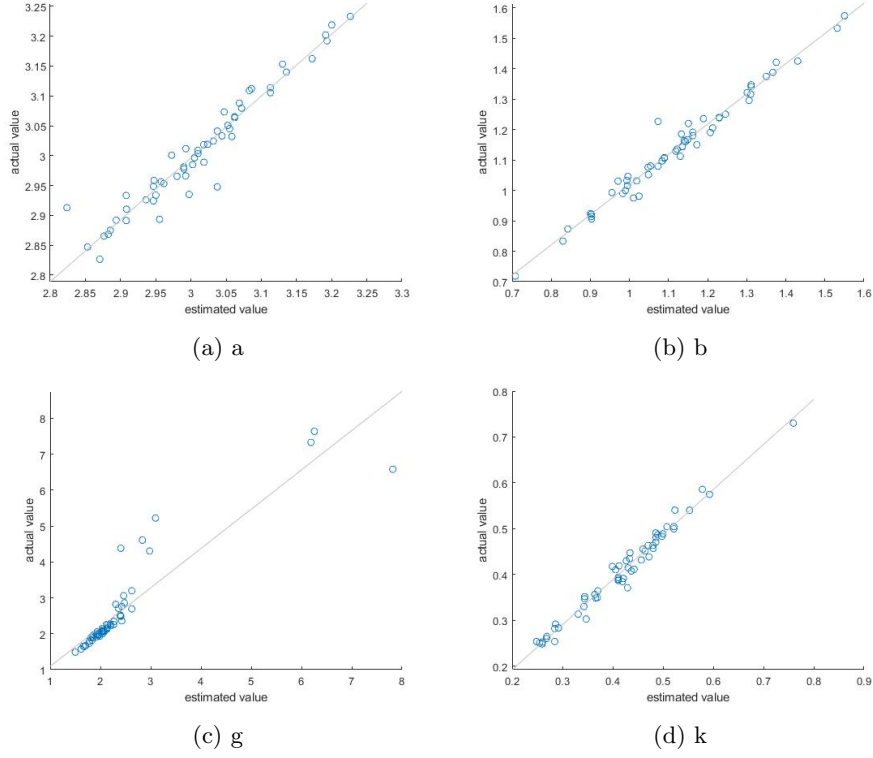 3.25
3.2
3.15
3.1
3.05
3
2.95
2.9
2.85
2.8
actual value
2.8 2.85 2.9 2.95 3 3.05 3.1 3.15 3.2 3.25 3.3
estimated value
(a) a
1.6
1.5
1.4
1.3
1.2
1.1
1
0.9
0.8
0.7
actual value
0.7 0.8 0.9 1 1.1 1.2 1.3 1.4 1.5 1.6
estimated value
(b) b
8
7
6
5
4
3
2
1
actual value
1 2 3 4 5 6 7 8
estimated value
(c) g
0.8
0.7
0.6
0.5
0.4
0.3
0.2
actual value
0.2 0.3 0.4 0.5 0.6 0.7 0.8 0.9
estimated value
(d) k